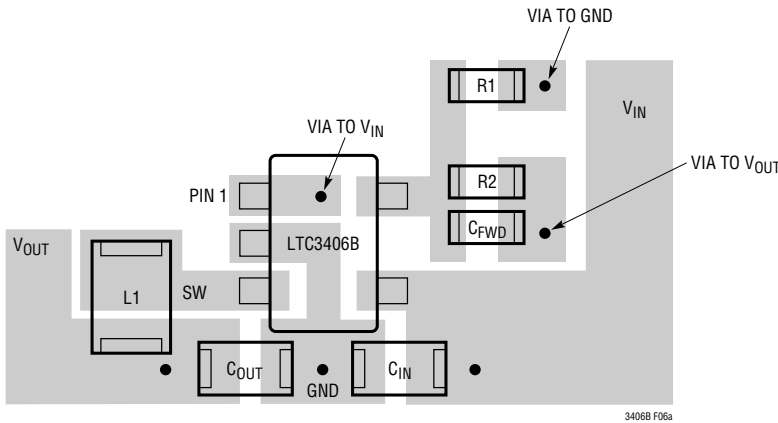 VIA TO GND
R1
VIN
VIA TO VIN
R2
VIA TO VOUT
PIN 1
CFWD
VOUT
LTC3406B
L1
SW
COUT
GND
CIN
3406B F06a